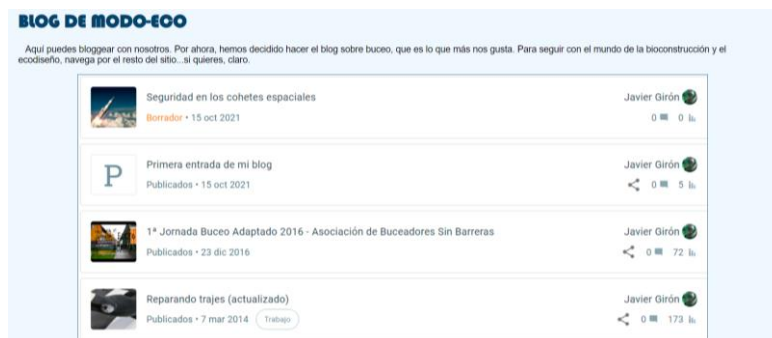 BLOG DE MODO-ECO
Aquí puedes bloggear con nosotros. Por ahora, hemos decidido hacer el blog sobre buceo, que es lo que más nos gusta. Para seguir con el mundo de la bioconstrucción y el
ecodiseño, navega por el resto del sitio...si quieres, claro.
Seguridad en los cohetes espaciales Javier Girón
Borrador • 15 oct 2021 0 0
P
Primera entrada de mi blog Javier Girón
Publicados • 15 oct 2021 0 5
1ª Jornada Buceo Adaptado 2016 - Asociación de Buceadores Sin Barreras Javier Girón
Publicados • 23 dic 2016 0 72
Reparando trajes (actualizado) Javier Girón
Publicados • 7 mar 2014 Trabajo 0 173